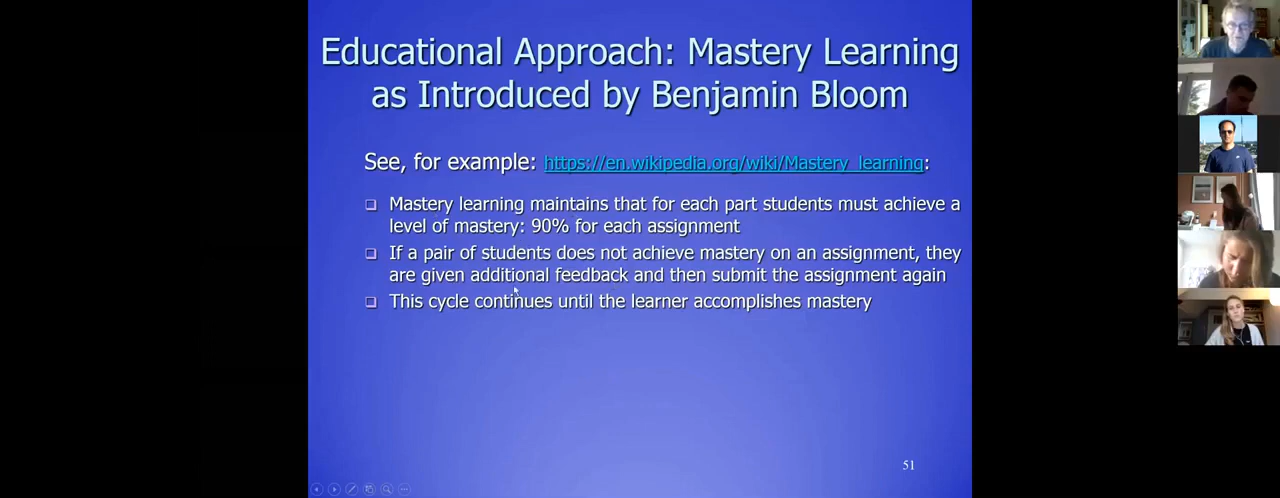 Educational Approach: Mastery Learning
as Introduced by Benjamin Bloom
See, for example: https://en.wikipedia.org/wiki/Mastery_learning:
Mastery learning maintains that for each part students must achieve a
level of mastery: 90% for each assignment
If a pair of students does not achieve mastery on an assignment, they
are given additional feedback and then submit the assignment again
This cycle continues until the learner accomplishes mastery
51